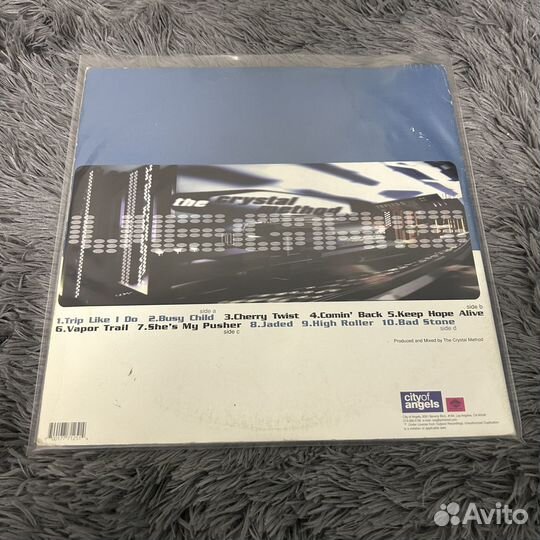 the crystal method
VEGAS
side a
side b
1.Trip Like I Do 2.Busy Child 3.Cherry Twist 4.Comin' Back 5.Keep Hope Alive
6.Vapor Trail 7.She's My Pusher 8.Jaded 9.High Roller 10.Bad Stone
side c
side d
Produced and Mixed by The Crystal Method
city of
angels
Avito